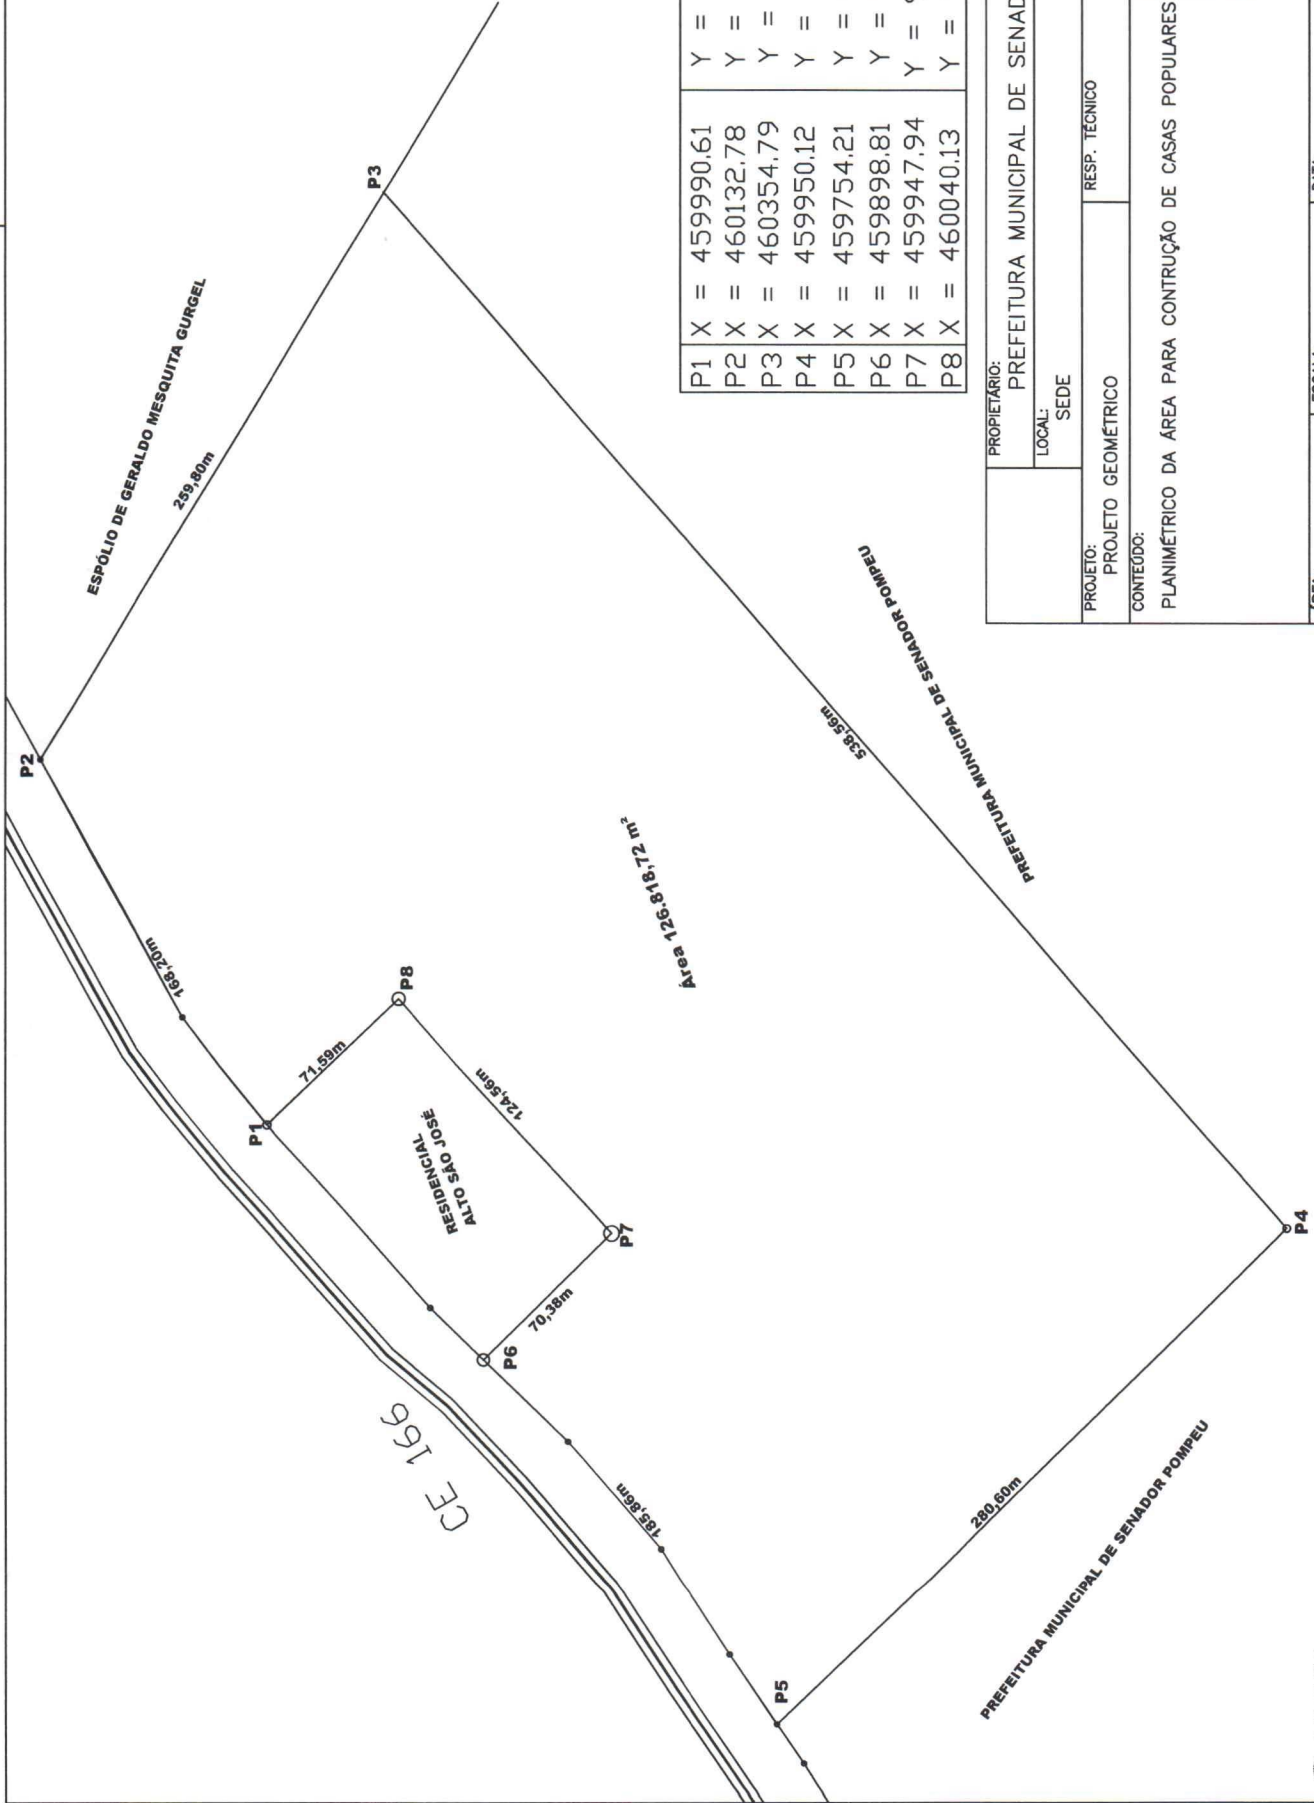 P2
ESPÓLIO DE GERALDO MESQUITA GURGEL
259,80m
P3
168,20m
P1
71,59m
P8
RESIDENCIAL
ALTO SÃO JOSÉ
124,56m
P7
70,38m
P6
CE 166
185,86m
P5
Área 126.818,72 m²
538,56m
PREFEITURA MUNICIPAL DE SENADOR POMPEU
280,60m
PREFEITURA MUNICIPAL DE SENADOR POMPEU
P4
P1 X = 459990.61 Y =
P2 X = 460132.78 Y =
P3 X = 460354.79 Y =
P4 X = 459950.12 Y =
P5 X = 459754.21 Y =
P6 X = 459898.81 Y =
P7 X = 459947.94 Y =
P8 X = 460040.13 Y =
PROPIETÁRIO:
PREFEITURA MUNICIPAL DE SENAD
LOCAL:
SEDE
PROJETO:
PROJETO GEOMÉTRICO
RESP. TÉCNICO
CONTEÚDO:
PLANIMÉTRICO DA ÁREA PARA CONTRUÇÃO DE CASAS POPULARES